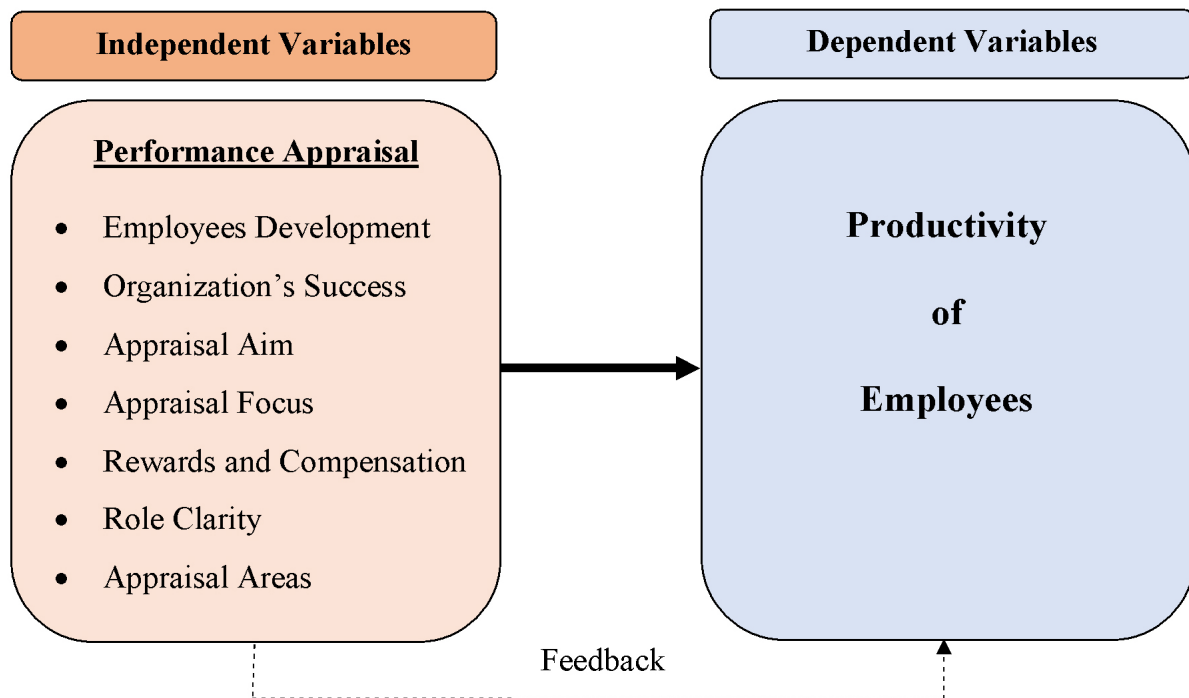 Independent Variables
Dependent Variables
Performance Appraisal
• Employees Development
• Organization’s Success
• Appraisal Aim
• Appraisal Focus
• Rewards and Compensation
• Role Clarity
• Appraisal Areas
Productivity
of
Employees
Feedback